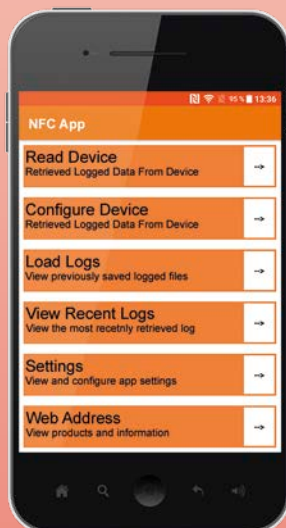 95 % 13:36
NFC App
Read Device
Retrieved Logged Data From Device
Configure Device
Retrieved Logged Data From Device
Load Logs
View previously saved logged files
View Recent Logs
View the most recetnly retrieved log
Settings
View and configure app settings
Web Address
View products and information